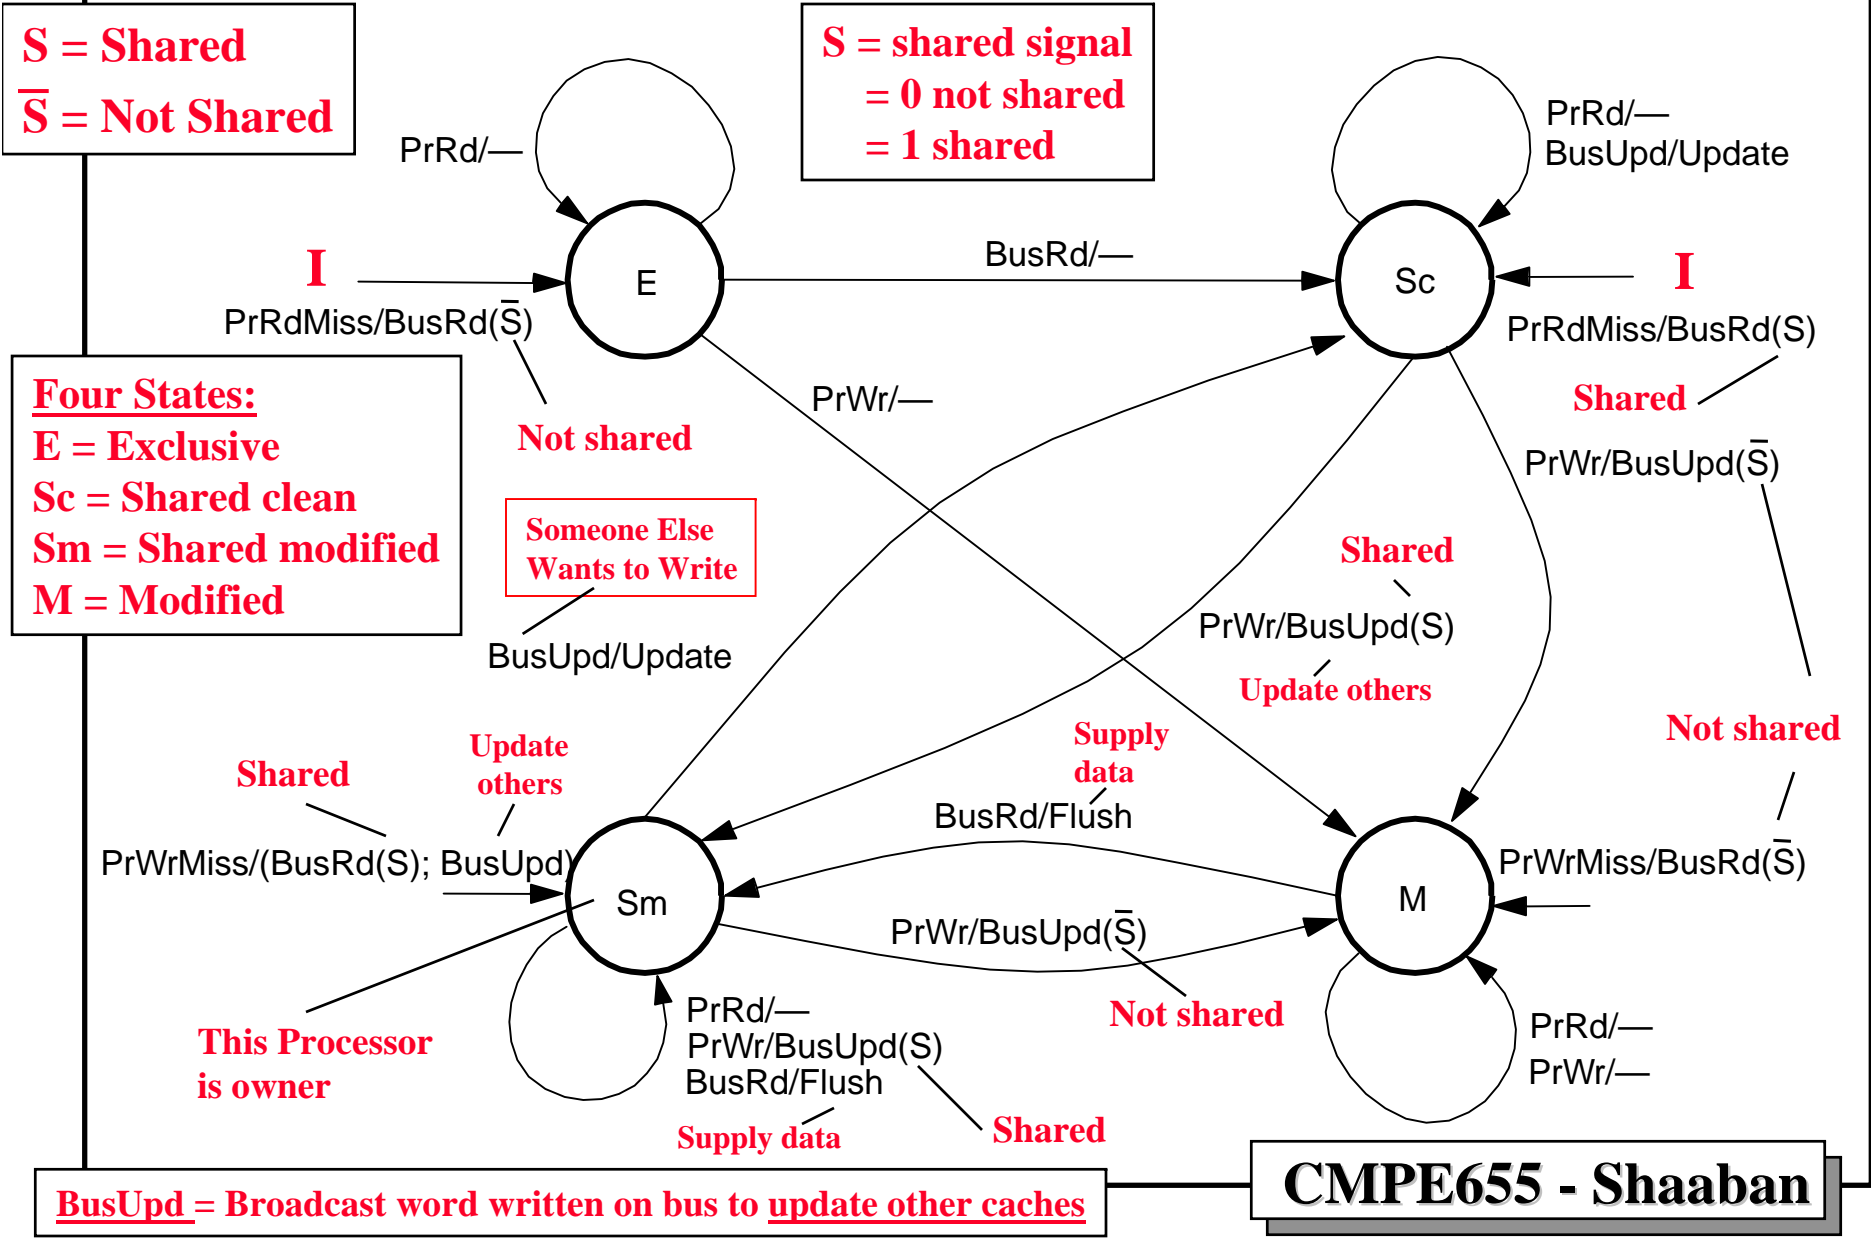 S = Shared
S̅ = Not Shared
S = shared signal
= 0 not shared
= 1 shared
PrRd/—
PrRd/—
BusUpd/Update
I
E
BusRd/—
Sc
I
PrRdMiss/BusRd(S̅)
PrRdMiss/BusRd(S)
Not shared
Shared
PrWr/—
PrWr/BusUpd(S̅)
Four States:
E = Exclusive
Sc = Shared clean
Sm = Shared modified
M = Modified
Someone Else
Wants to Write
BusUpd/Update
Shared
PrWr/BusUpd(S)
Update others
Not shared
Shared
Update
others
Supply
data
BusRd/Flush
PrWrMiss/(BusRd(S); BusUpd)
PrWrMiss/BusRd(S̅)
Sm
M
PrWr/BusUpd(S̅)
Not shared
This Processor
is owner
PrRd/—
PrWr/BusUpd(S)
BusRd/Flush
Supply data
Shared
PrRd/—
PrWr/—
BusUpd = Broadcast word written on bus to update other caches
CMPE655 - Shaaban